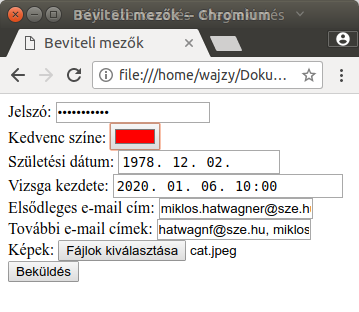 Beviteli mezők – Chromium
Beviteli mezők
file:///home/wajzy/Doku
Jelszó: •••••••••••
Kedvenc színe:
Születési dátum: 1978. 12. 02.
Vizsga kezdete: 2020. 01. 06. 10:00
Elsődleges e-mail cím: miklos.hatwagner@sze.hu
További e-mail címek: hatwagnf@sze.hu, miklos
Képek: Fájlok kiválasztása cat.jpeg
Beküldés